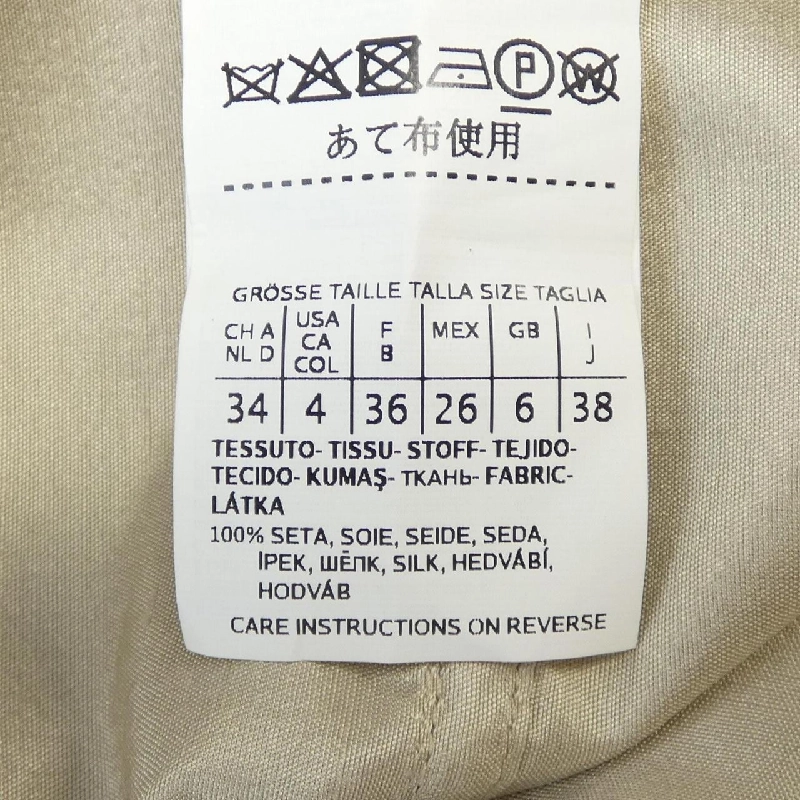 P W
あて布使用
GRÖSSE TAILLE TALLA SIZE TAGLIA
CH A NL D USA CA COL F B MEX GB I J
34 4 36 26 6 38
TESSUTO- TISSU- STOFF- TEJIDO-
TECIDO- KUMAŞ- ТКАНЬ- FABRIC-
LÁTKA
100% SETA, SOIE, SEIDE, SEDA,
İPEK, ШЁПК, SILK, HEDVÁBÍ,
HODVÁB
CARE INSTRUCTIONS ON REVERSE